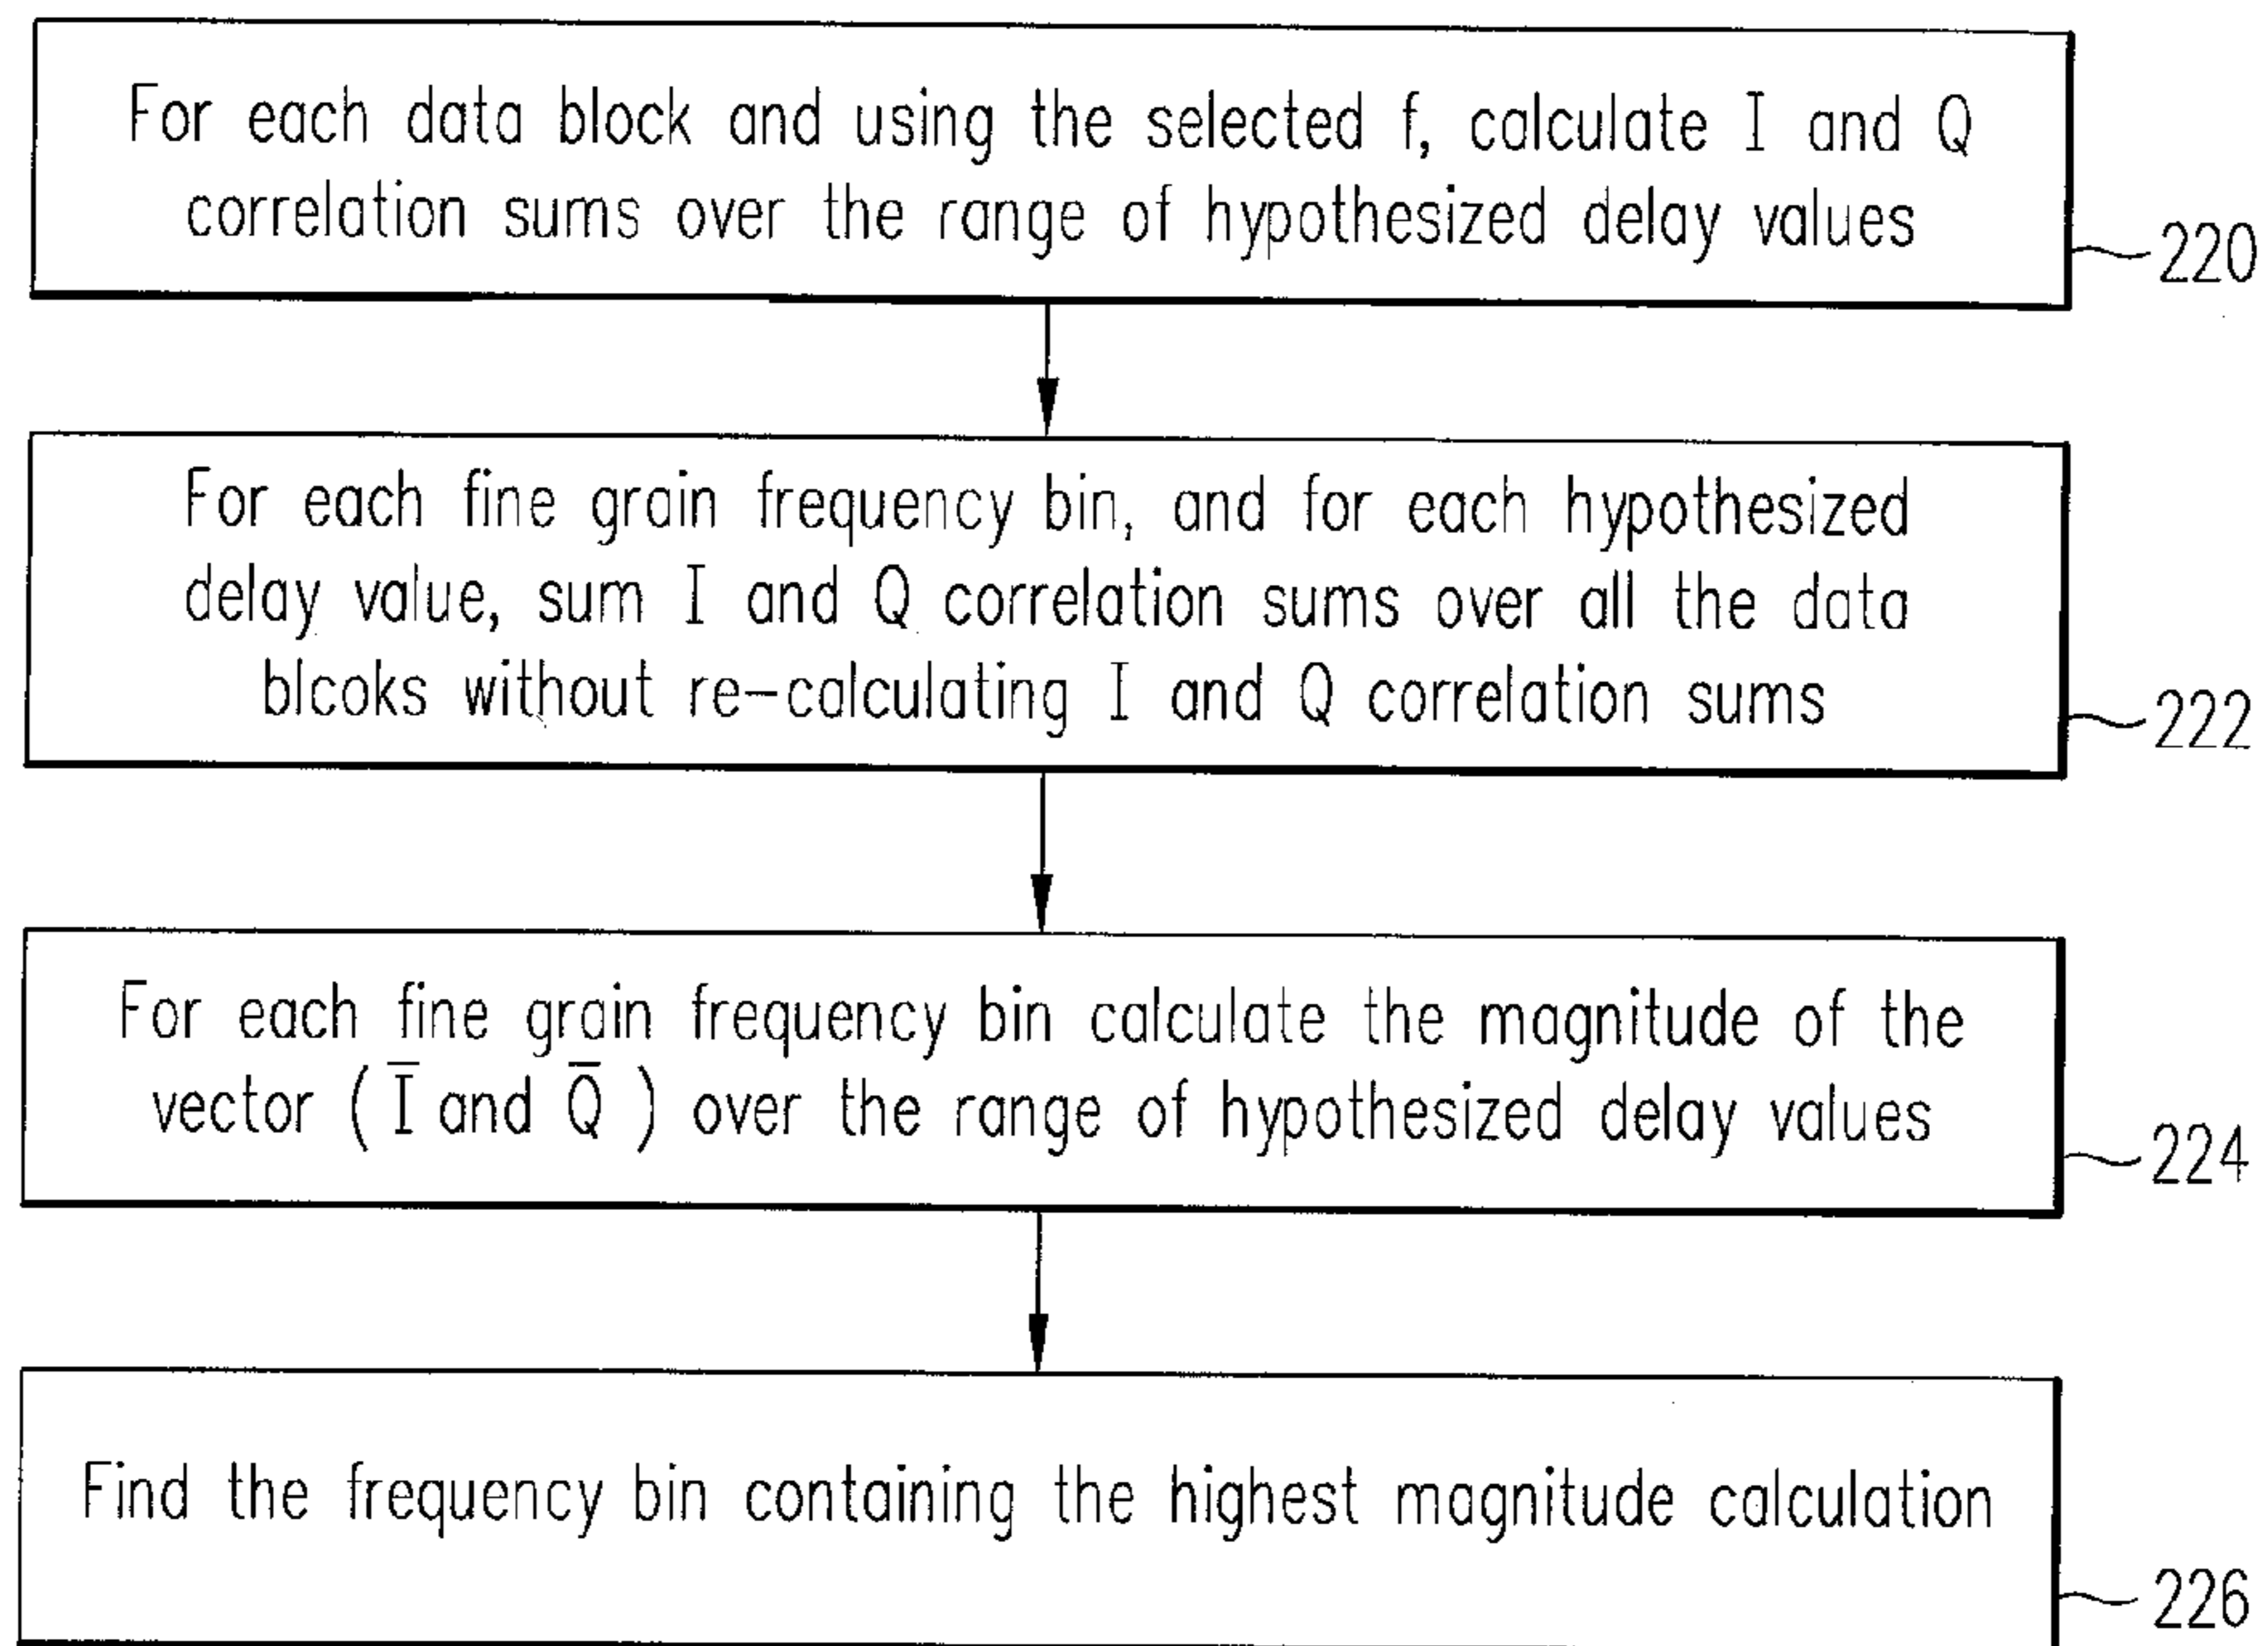 For each data block and using the selected f, calculate I and Q
correlation sums over the range of hypothesized delay values
220
For each fine grain frequency bin, and for each hypothesized
delay value, sum I and Q correlation sums over all the data
blcoks without re-calculating I and Q correlation sums
222
For each fine grain frequency bin calculate the magnitude of the
vector ( Ī and Q̄ ) over the range of hypothesized delay values
224
Find the frequency bin containing the highest magnitude calculation
226